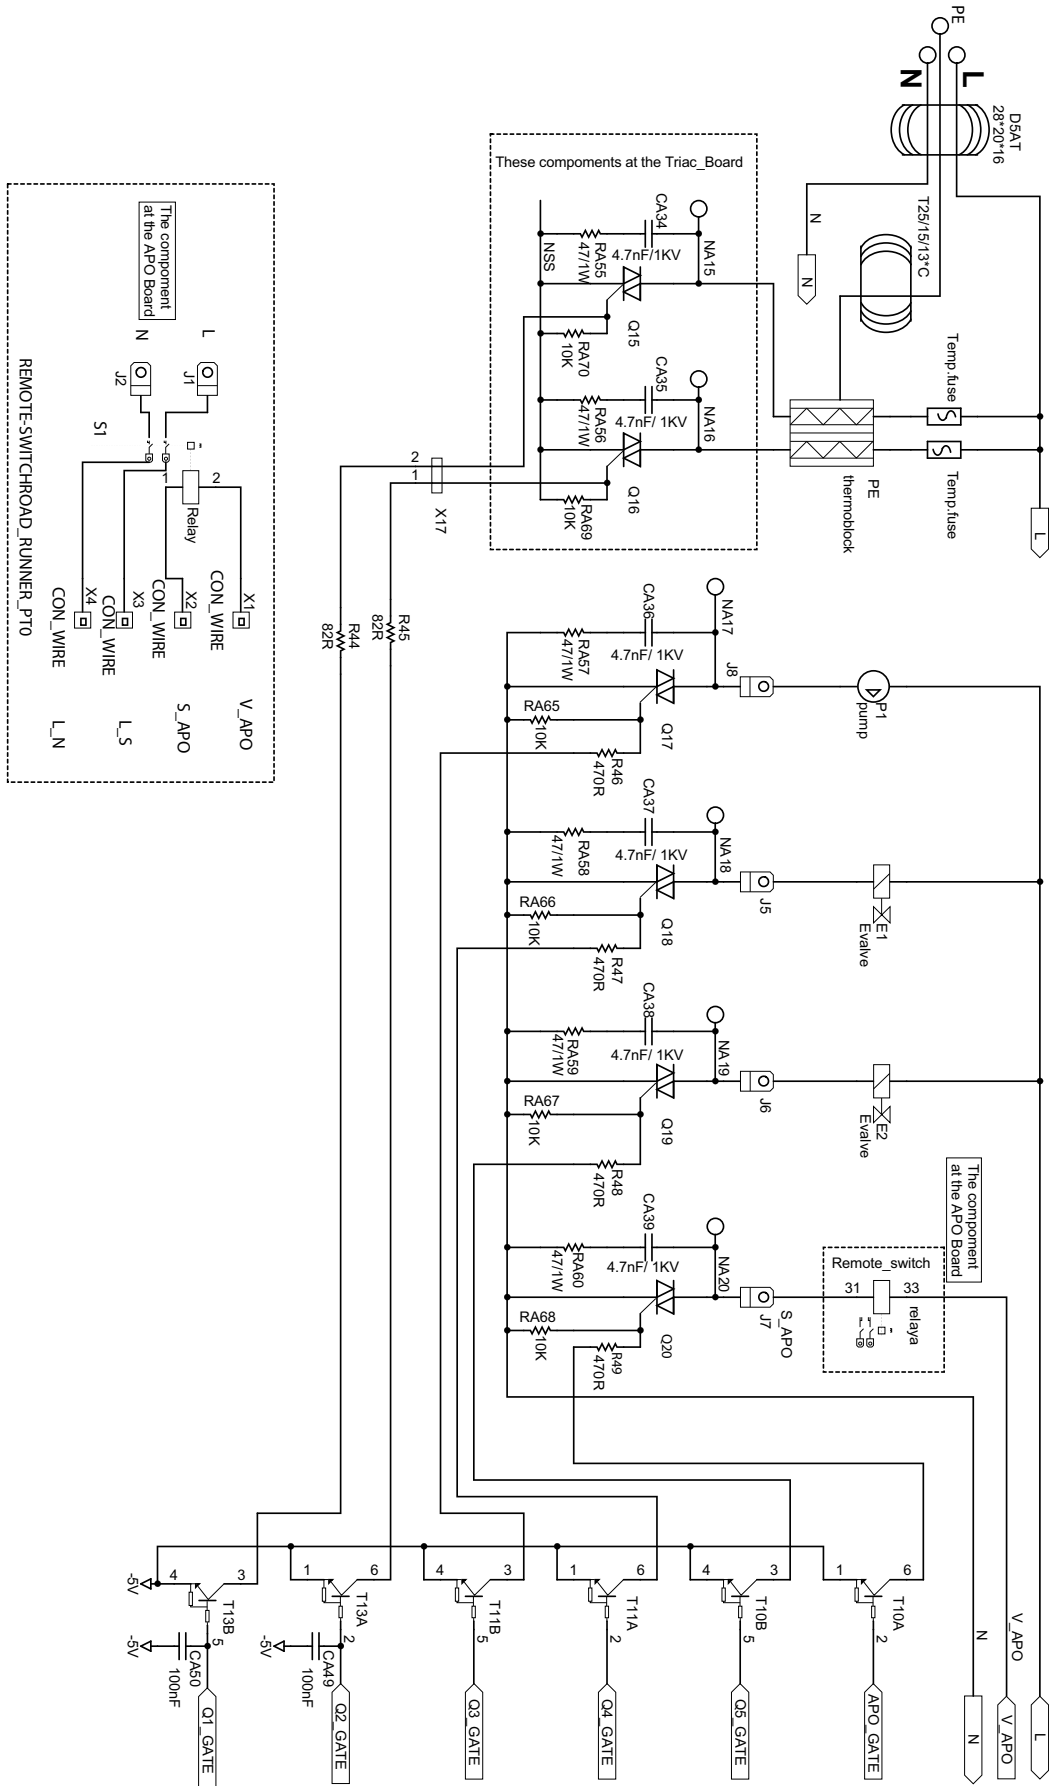 PE
N
L
D5AT
28*20*16
T25/15/13*C
N
N
Temp.fuse
Temp.fuse
L
PE
thermoblock
These compoments at the Triac_Board
CA34
4.7nF/1KV
RA55
47/1W
NSS
NA15
Q15
RA70
10K
CA35
4.7nF/1KV
RA56
47/1W
NA16
Q16
RA69
10K
2
1
X17
R45
82R
R44
82R
P1
pump
J8
NA17
CA36
4.7nF/ 1KV
RA57
47/1W
Q17
RA65
10K
R46
470R
E1
Evalve
J5
NA18
CA37
4.7nF/ 1KV
RA58
47/1W
Q18
RA66
10K
R47
470R
E2
Evalve
J6
NA19
CA38
4.7nF/ 1KV
RA59
47/1W
Q19
RA67
10K
R48
470R
The compoment
at the APO Board
Remote_switch
31
33
relaya
S_APO
J7
NA20
CA39
4.7nF/ 1KV
RA60
47/1W
Q20
RA68
10K
R49
470R
V_APO
N
L
V_APO
N
1
6
T10A
2
APO_GATE
4
3
T10B
5
Q5_GATE
1
6
T11A
2
Q4_GATE
4
3
T11B
5
Q3_GATE
1
6
T13A
2
Q2_GATE
-5V
CA49
100nF
-5V
4
3
T13B
5
Q1_GATE
-5V
CA50
100nF
The compoment
at the APO Board
L
N
J1
J2
S1
1
2
Relay
X1
CON_WIRE
X2
CON_WIRE
X3
CON_WIRE
X4
CON_WIRE
V_APO
S_APO
L_S
L_N
REMOTE-SWITCHROAD_RUNNER_PT0